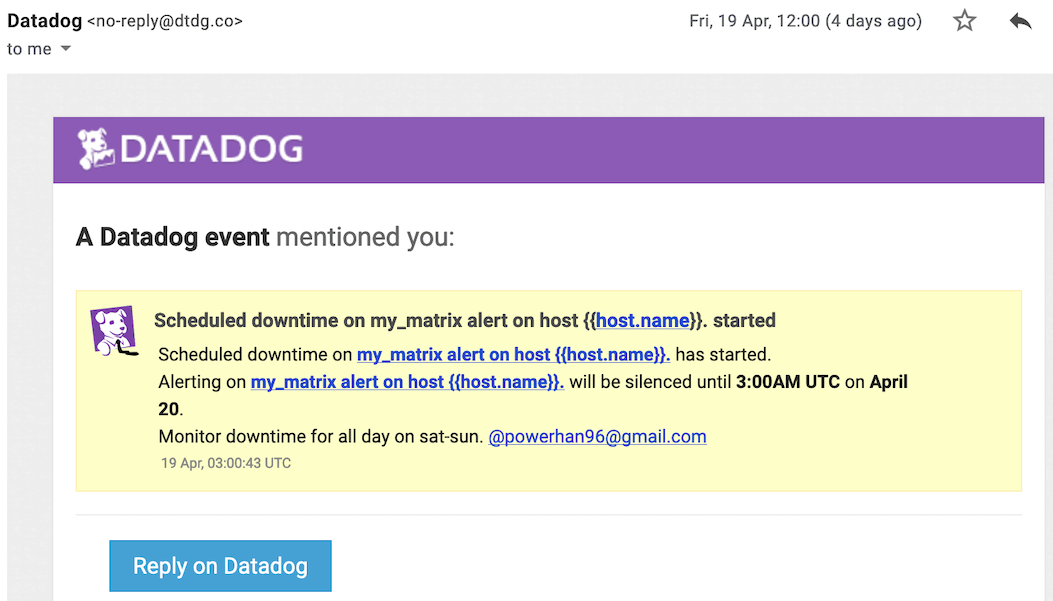 Datadog <no-reply@dtdg.co>
Fri, 19 Apr, 12:00 (4 days ago)
to me
DATADOG
A Datadog event mentioned you:
Scheduled downtime on my_matrix alert on host {{host.name}}. started
Scheduled downtime on my_matrix alert on host {{host.name}}. has started.
Alerting on my_matrix alert on host {{host.name}}. will be silenced until 3:00AM UTC on April
20.
Monitor downtime for all day on sat-sun. @powerhan96@gmail.com
19 Apr, 03:00:43 UTC
Reply on Datadog